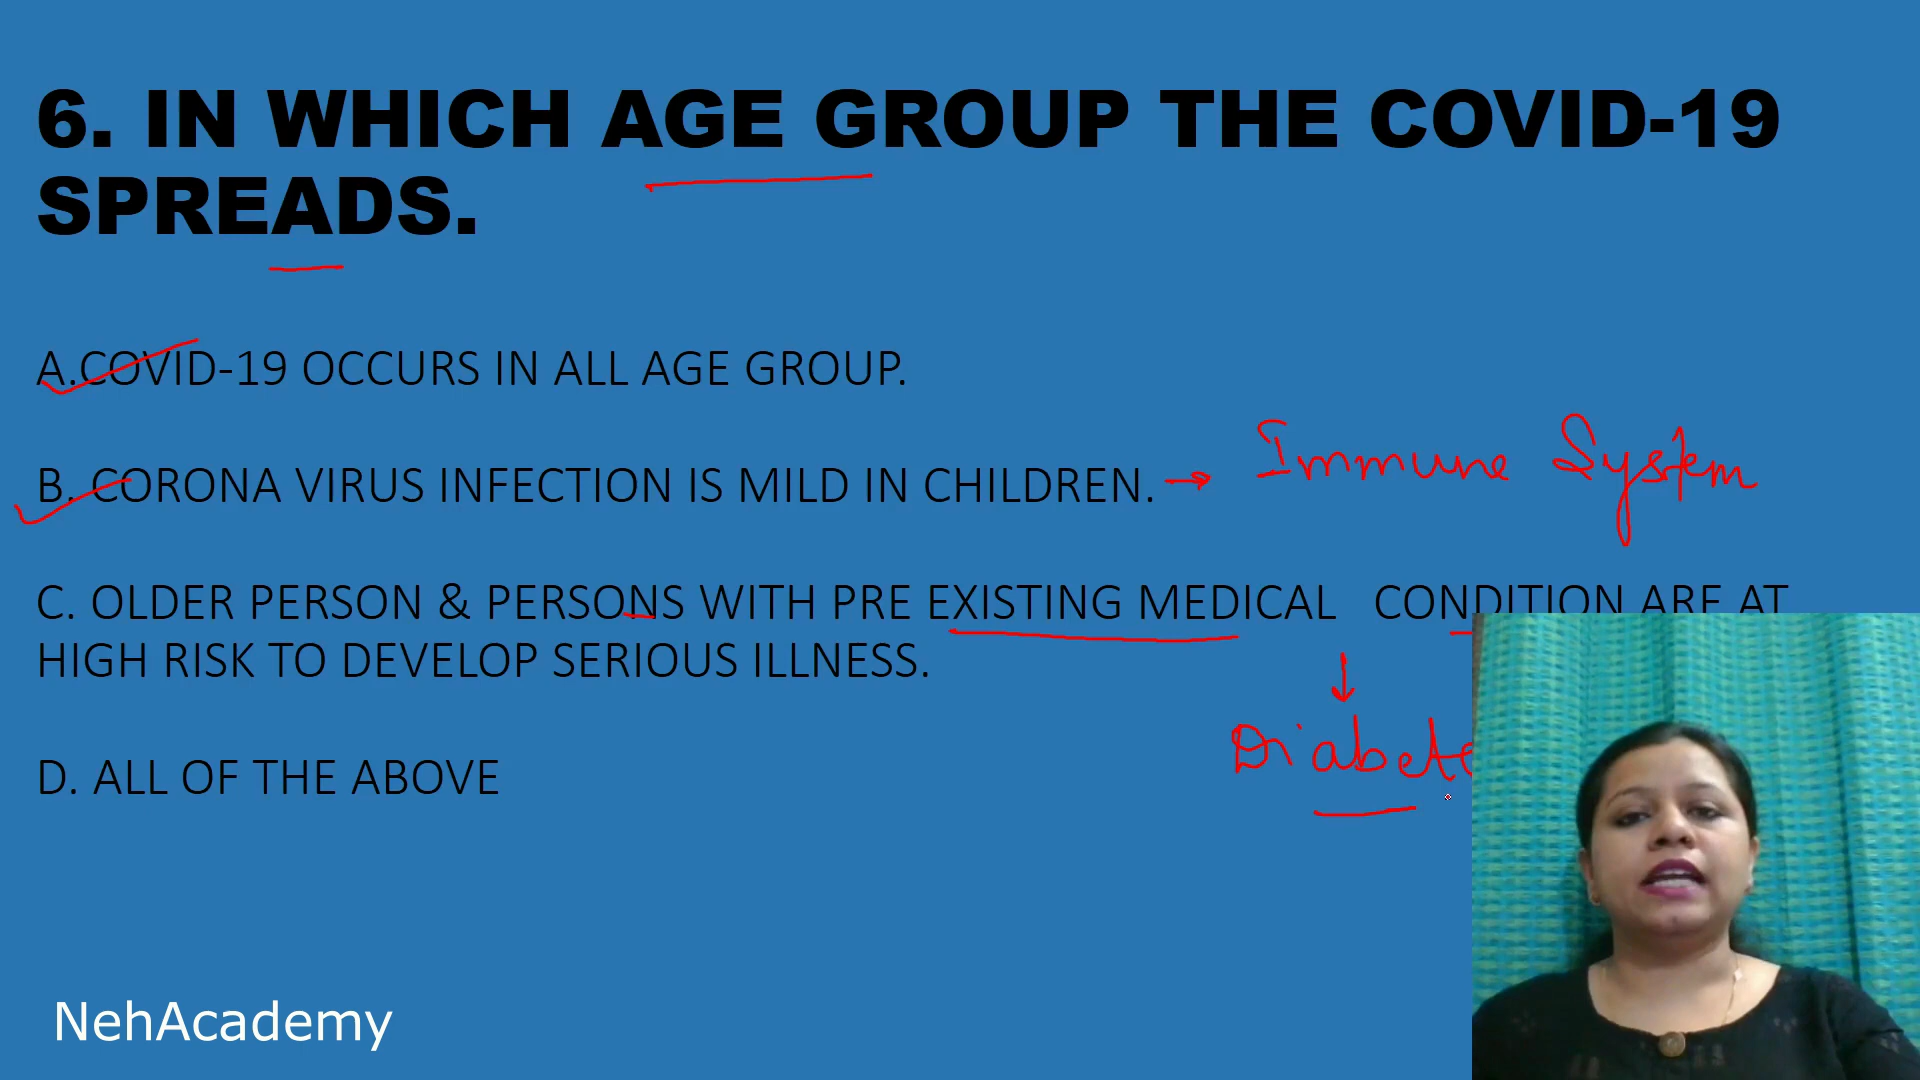 6. IN WHICH AGE GROUP THE COVID-19
SPREADS.
A.COVID-19 OCCURS IN ALL AGE GROUP.
B. CORONA VIRUS INFECTION IS MILD IN CHILDREN. → Immune System
C. OLDER PERSON & PERSONS WITH PRE EXISTING MEDICAL CONDITION ARE AT
HIGH RISK TO DEVELOP SERIOUS ILLNESS.
D. ALL OF THE ABOVE
NehAcademy